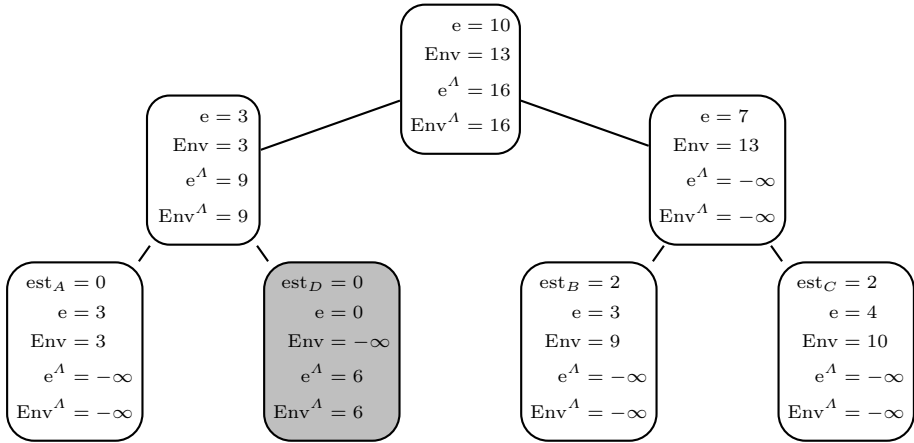 e = 10
Env = 13
e^Λ = 16
Env^Λ = 16
e = 3
Env = 3
e^Λ = 9
Env^Λ = 9
e = 7
Env = 13
e^Λ = −∞
Env^Λ = −∞
est_A = 0
e = 3
Env = 3
e^Λ = −∞
Env^Λ = −∞
est_D = 0
e = 0
Env = −∞
e^Λ = 6
Env^Λ = 6
est_B = 2
e = 3
Env = 9
e^Λ = −∞
Env^Λ = −∞
est_C = 2
e = 4
Env = 10
e^Λ = −∞
Env^Λ = −∞